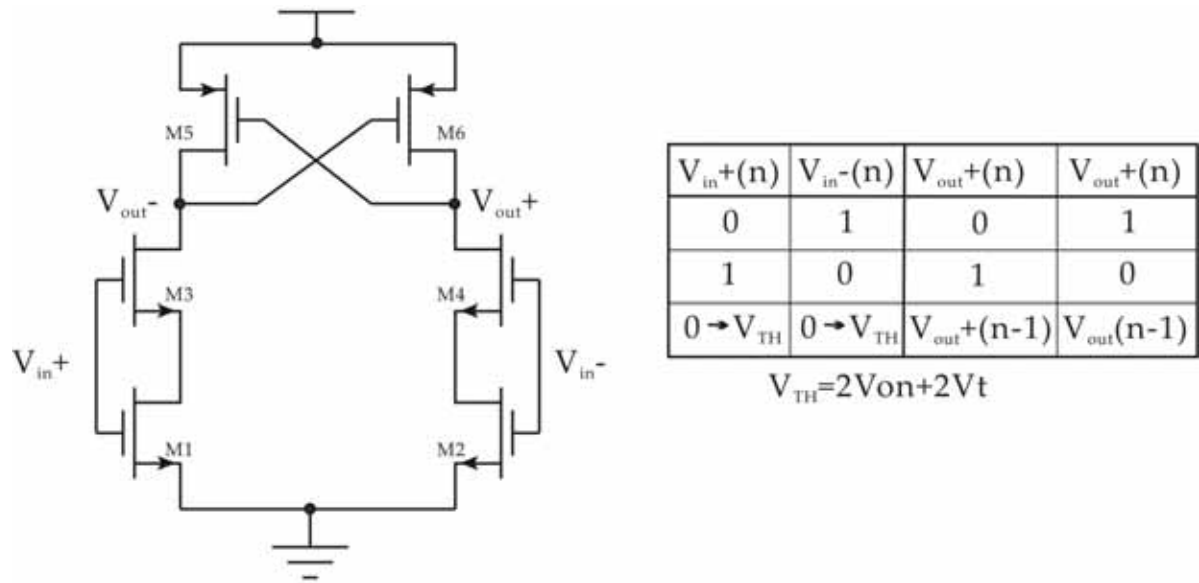 M5
M6
Vout-
Vout+
M3
M4
Vin+
Vin-
M1
M2
Vin+(n) Vin-(n) Vout+(n) Vout+(n)
0 1 0 1
1 0 1 0
0→VTH 0→VTH Vout+(n-1) Vout(n-1)
VTH=2Von+2Vt